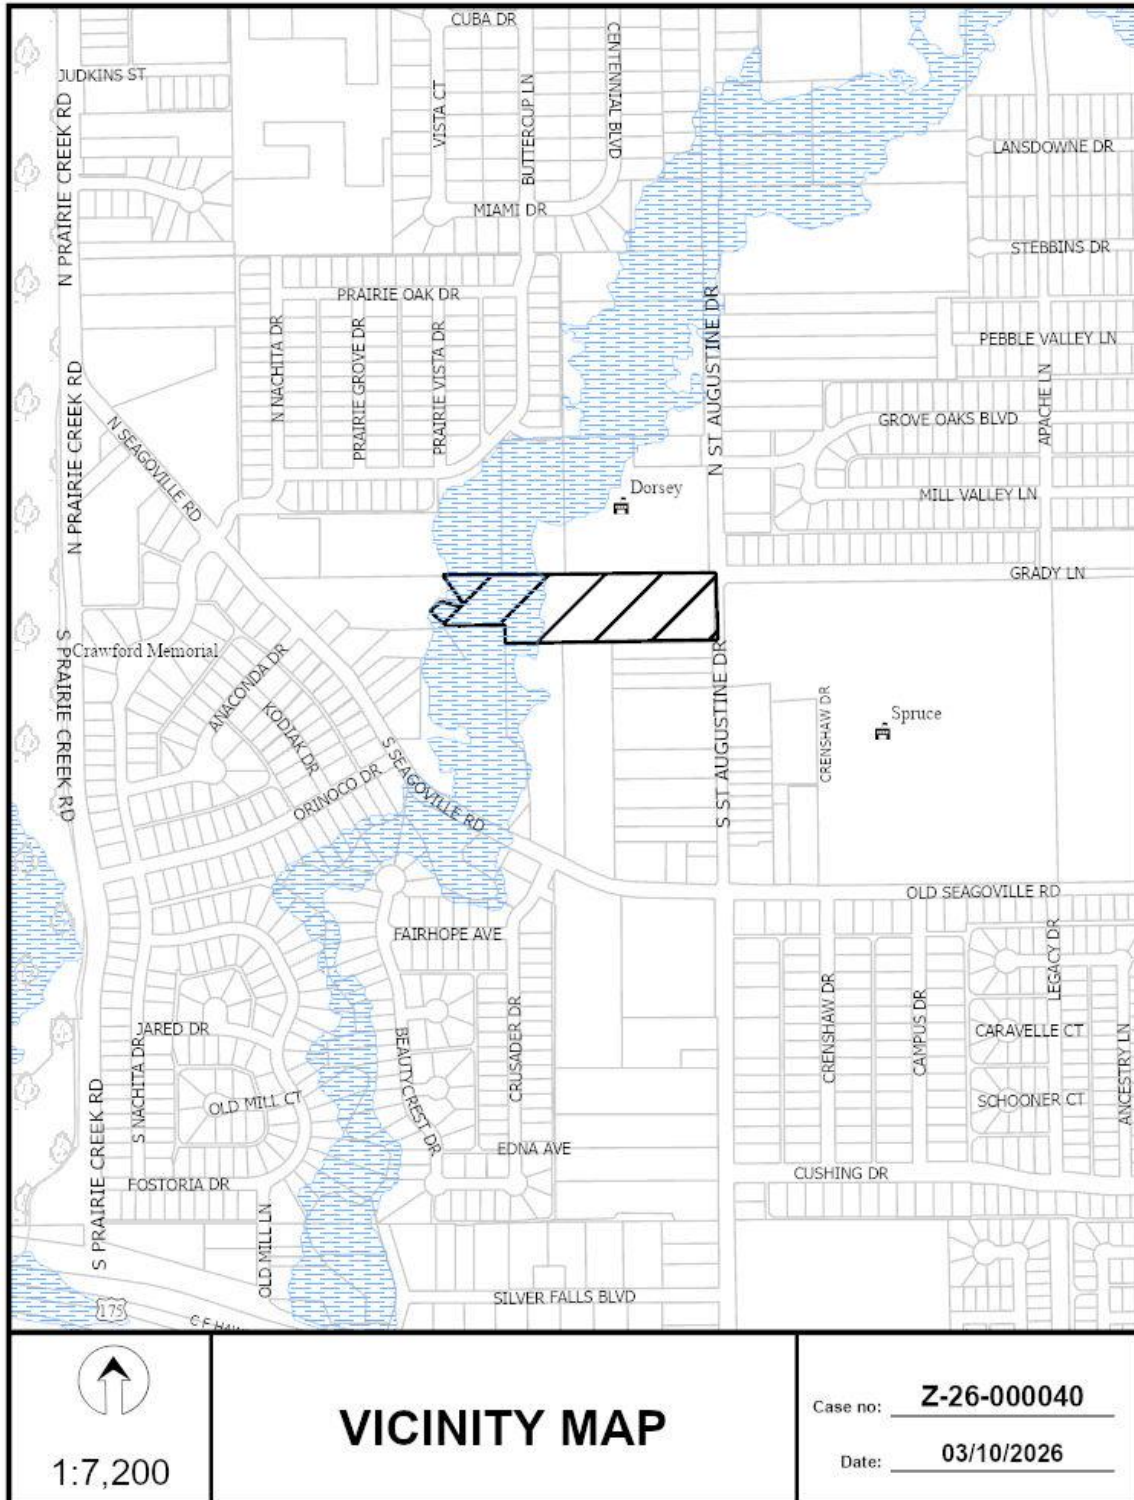 CUBA DR
CENTENNIAL BLVD
JUDKINS ST
VISTA CT
BUTTERCUP LN
N PRAIRIE CREEK RD
LANSDOWNE DR
MIAMI DR
STEBBINS DR
PRAIRIE OAK DR
N ST AUGUSTINE DR
N NACHITA DR
PRAIRIE GROVE DR
PRAIRIE VISTA DR
PEBBLE VALLEY LN
N PRAIRIE CREEK RD
APACHE LN
GROVE OAKS BLVD
N SEAGOVILLE RD
Dorsey
MILL VALLEY LN
GRADY LN
S PRAIRIE CREEK RD
Crawford Memorial
ANACONDA DR
KODIAK DR
S ST AUGUSTINE DR
CRENSHAW DR
Spruce
S SEAGOVILLE RD
ORINOCO DR
OLD SEAGOVILLE RD
FAIRHOPE AVE
LEGACY DR
CRENSHAW DR
CAMPUS DR
JARED DR
S NACHITA DR
BEAUTYCREST DR
CRUSADER DR
CARAVELLE CT
ANCESTRY LN
OLD MILL CT
SCHOONER CT
S PRAIRIE CREEK RD
EDNA AVE
CUSHING DR
FOSTORIA DR
OLD MILL LN
SILVER FALLS BLVD
175
C F HAW
1:7,200
VICINITY MAP
Case no: Z-26-000040
Date: 03/10/2026